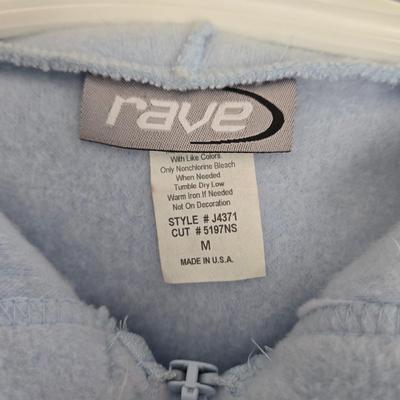 rave
With Like Colors.
Only Nonchlorine Bleach
When Needed
Tumble Dry Low
Warm Iron If Needed
Not On Decoration
STYLE # J4371
CUT # 5197NS
M
MADE IN U.S.A.